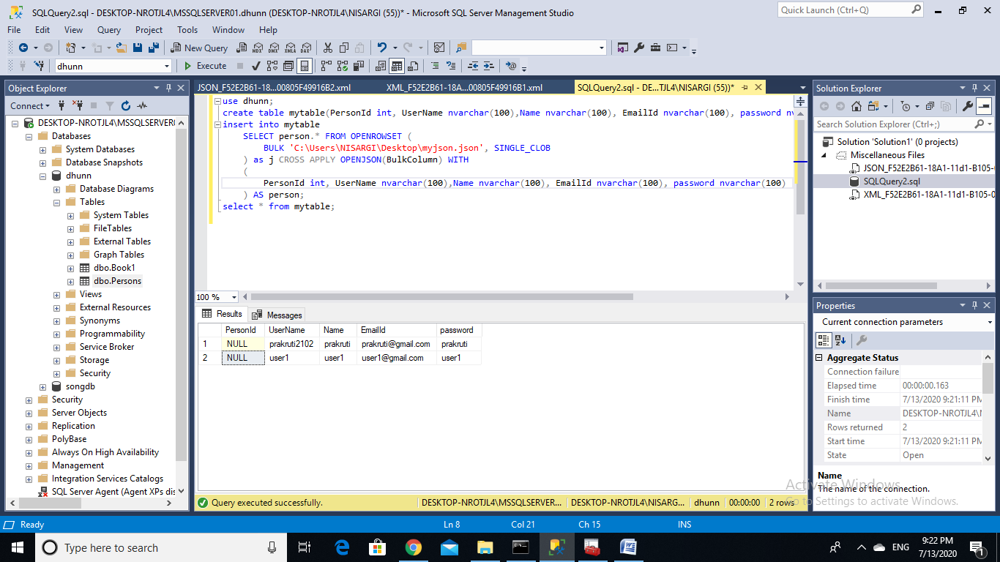 SQLQuery2.sql - DESKTOP-NROTJL4\MSSQLSERVER01.dhunn (DESKTOP-NROTJL4\NISARGI (55))* - Microsoft SQL Server Management Studio
Quick Launch (Ctrl+Q)
File Edit View Query Project Tools Window Help
New Query MDX DMX XMLA DAX
dhunn Execute
Object Explorer
Connect
DESKTOP-NROTJL4\MSSQLSERVER
Databases
System Databases
Database Snapshots
dhunn
Database Diagrams
Tables
System Tables
FileTables
External Tables
Graph Tables
dbo.Book1
dbo.Persons
Views
External Resources
Synonyms
Programmability
Service Broker
Storage
Security
songdb
Security
Server Objects
Replication
PolyBase
Always On High Availability
Management
Integration Services Catalogs
SQL Server Agent (Agent XPs dis
JSON_F52E2B61-18...00805F49916B2.xml XML_F52E2B61-18A...00805F49916B1.xml SQLQuery2.sql - DE...TJL4\NISARGI (55))*
use dhunn;
create table mytable(PersonId int, UserName nvarchar(100),Name nvarchar(100), EmailId nvarchar(100), password nv
insert into mytable
SELECT person.* FROM OPENROWSET (
BULK 'C:\Users\NISARGI\Desktop\myjson.json', SINGLE_CLOB
) as j CROSS APPLY OPENJSON(BulkColumn) WITH
(
PersonId int, UserName nvarchar(100),Name nvarchar(100), EmailId nvarchar(100), password nvarchar(100)
) AS person;
select * from mytable;
100 %
Results Messages
PersonId UserName Name EmailId password
1 NULL prakruti2102 prakruti prakruti@gmail.com prakruti
2 NULL user1 user1 user1@gmail.com user1
Query executed successfully. DESKTOP-NROTJL4\MSSQLSERVER... DESKTOP-NROTJL4\NISARG... dhunn 00:00:00 2 rows
Solution Explorer
Search Solution Explorer (Ctrl+;)
Solution 'Solution1' (0 projects)
Miscellaneous Files
JSON_F52E2B61-18A1-11d1-B105-
SQLQuery2.sql
XML_F52E2B61-18A1-11d1-B105-0
Properties
Current connection parameters
Aggregate Status
Connection failure
Elapsed time 00:00:00.163
Finish time 7/13/2020 9:21:11 PM
Name DESKTOP-NROTJL4\
Rows returned 2
Start time 7/13/2020 9:21:11 PM
State Open
Name
The name of the connection.
Activate Windows
Go to Settings to activate Windows.
Ready Ln 8 Col 21 Ch 15 INS
Type here to search
ENG
9:22 PM
7/13/2020
1